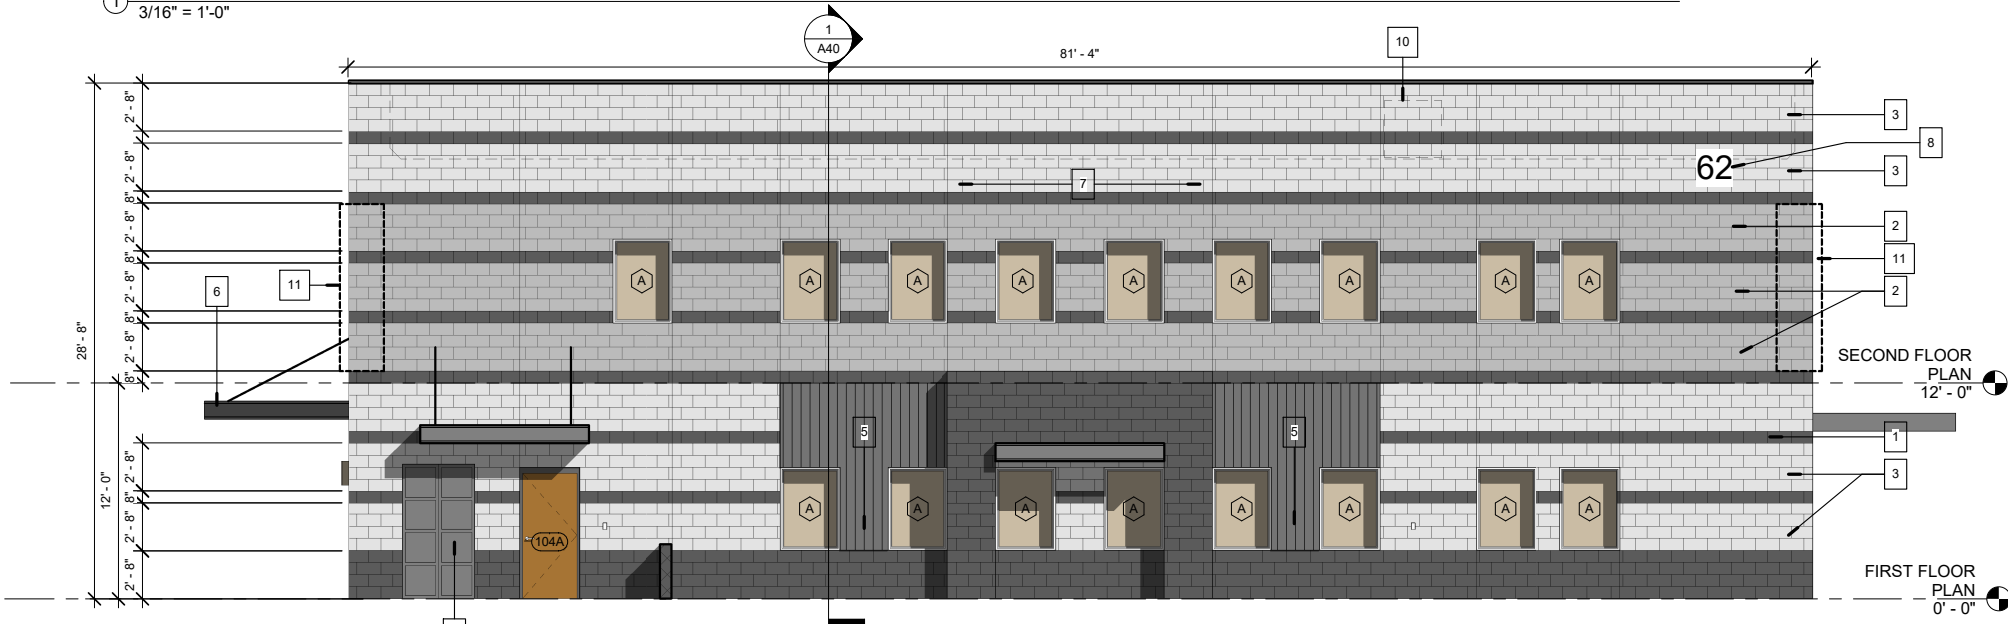 1
3/16" = 1'-0"
1
A40
81' - 4"
10
3
8
62
3
7
2
11
2
11
6
A
A
A
A
A
A
A
A
A
SECOND FLOOR
PLAN
12' - 0"
5
5
1
3
A
A
A
A
A
A
A
A
104A
FIRST FLOOR
PLAN
0' - 0"
28' - 8"
12' - 0"
2' - 8"
2' - 8"
8"
2' - 8"
8"
2' - 8"
8"
2' - 8"
8"
2' - 8"
8"
2' - 8"
2' - 8"